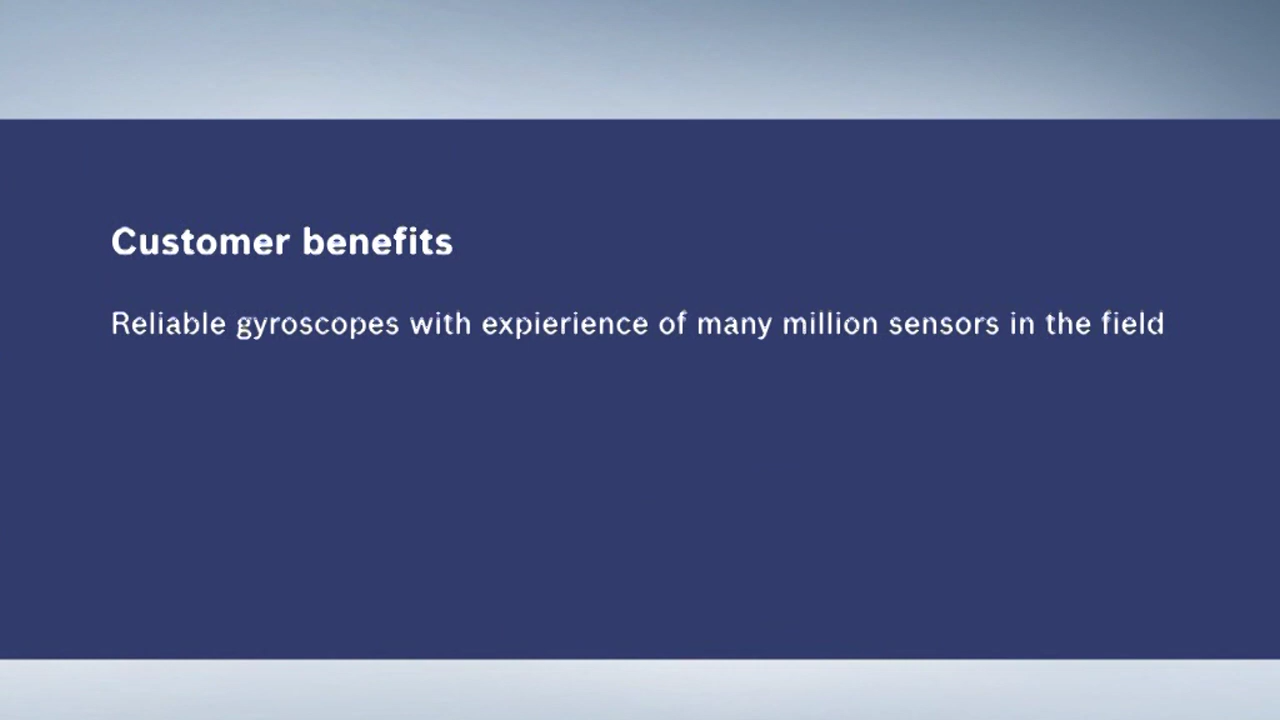 Customer benefits
Reliable gyroscopes with expierience of many million sensors in the field